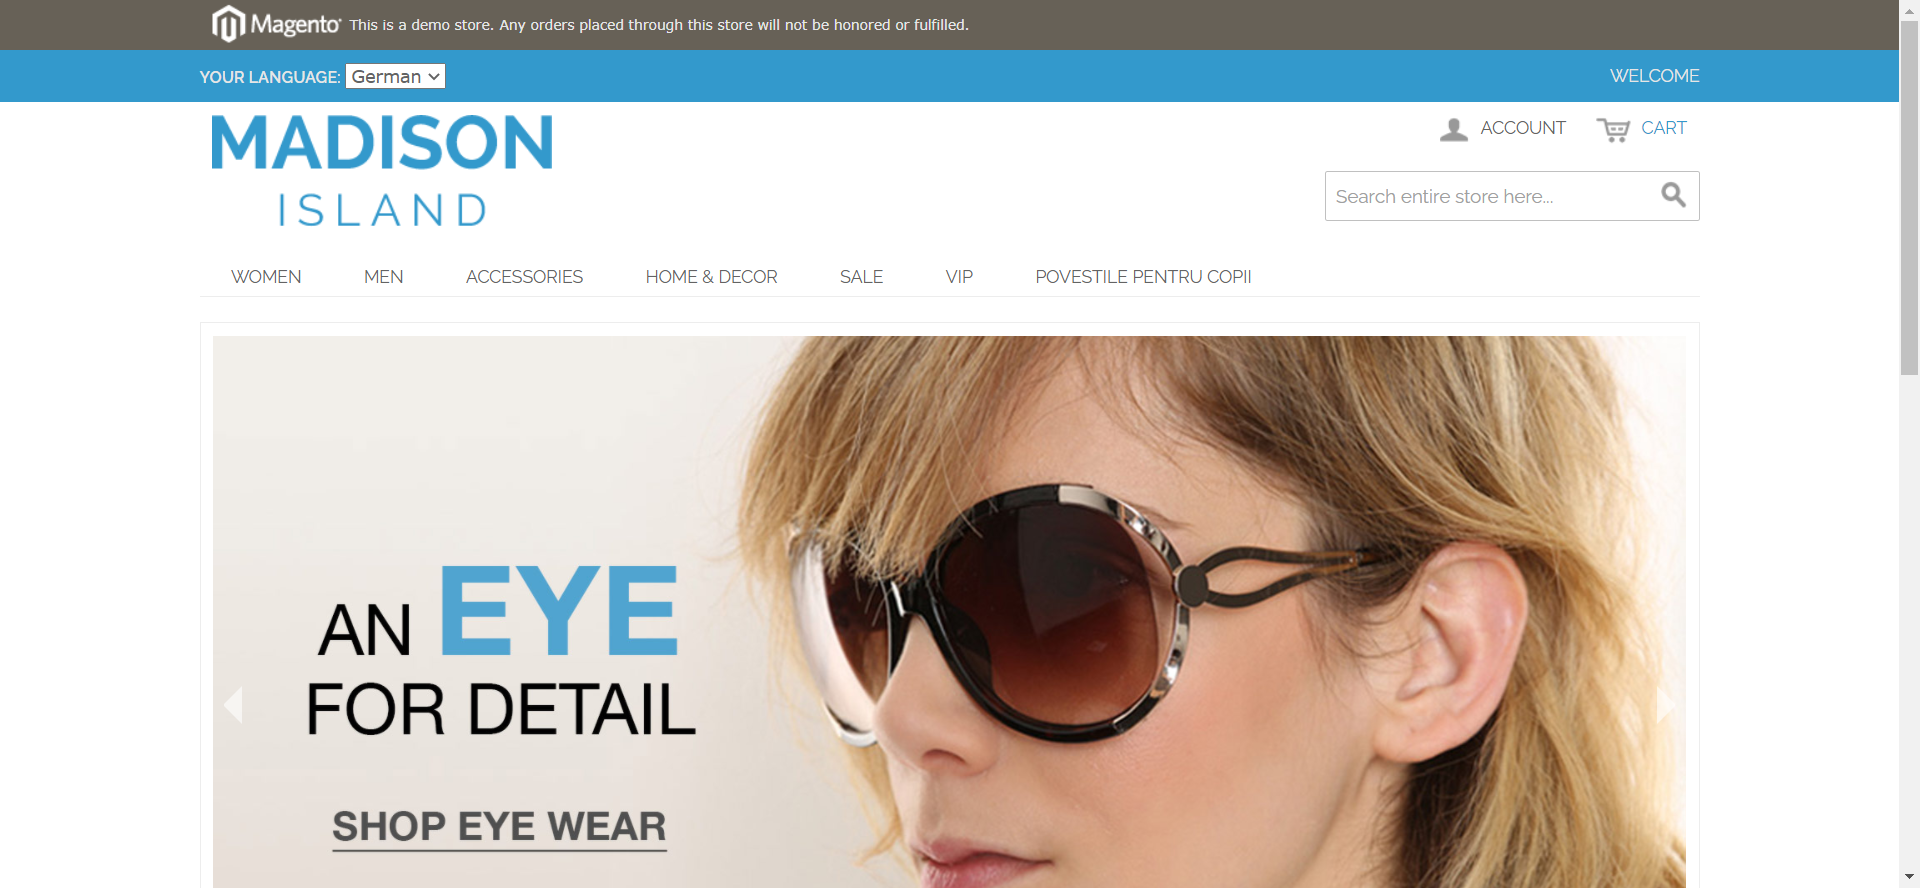 Magento This is a demo store. Any orders placed through this store will not be honored or fulfilled.
YOUR LANGUAGE: German
WELCOME
MADISON
ISLAND
ACCOUNT CART
Search entire store here...
WOMEN MEN ACCESSORIES HOME & DECOR SALE VIP POVESTILE PENTRU COPII
AN EYE
FOR DETAIL
SHOP EYE WEAR